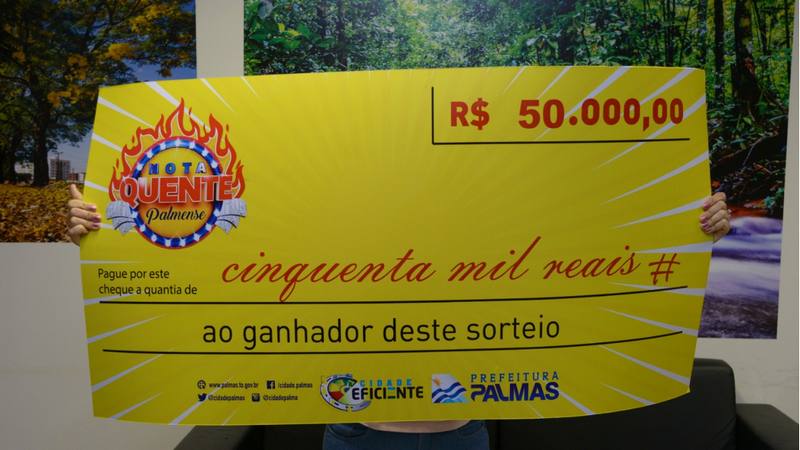 R$ 50.000,00
NOTA
QUENTE
Palmense
Pague por este
cheque a quantia de
cinquenta mil reais #
ao ganhador deste sorteio
www.palmas.to.gov.br /cidade.palmas
@cidadepalmas @cidadepalma
CIDADE
EFICIENTE
PREFEITURA
PALMAS